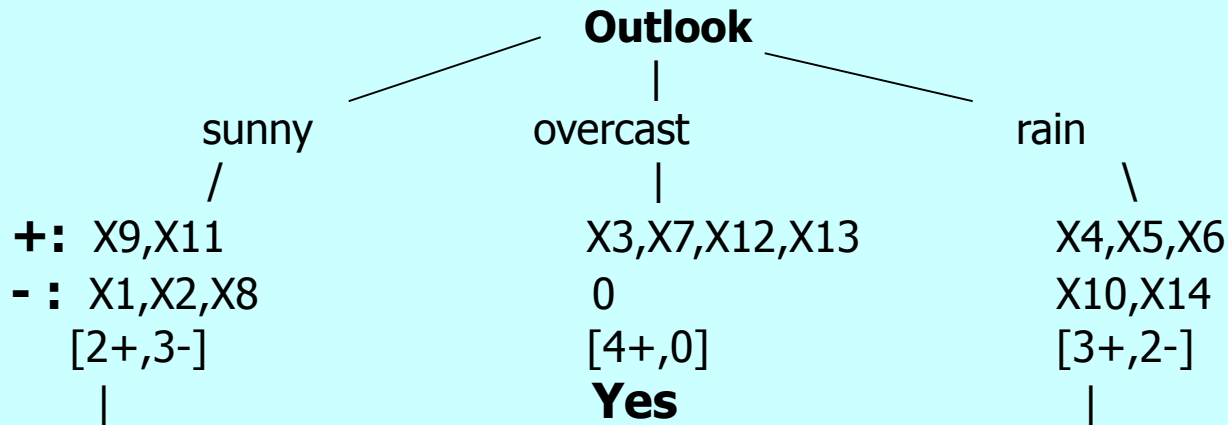 Outlook
|
sunny overcast rain
/ | \
+: X9,X11 X3,X7,X12,X13 X4,X5,X6
- : X1,X2,X8 0 X10,X14
[2+,3-] [4+,0] [3+,2-]
| Yes |